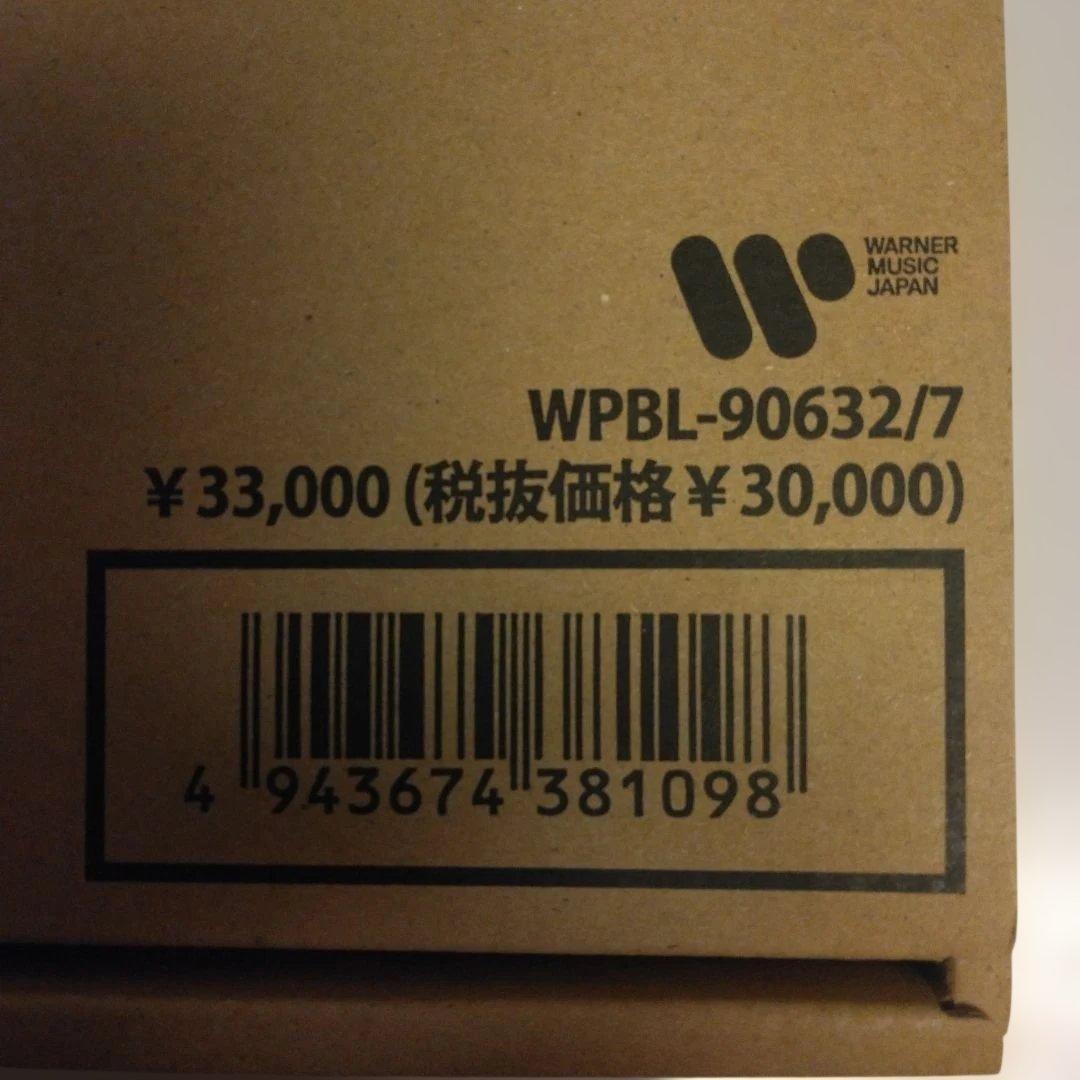 WARNER
MUSIC
JAPAN
WPBL-90632/7
¥33,000 (税抜価格¥30,000)
4 943674 381098